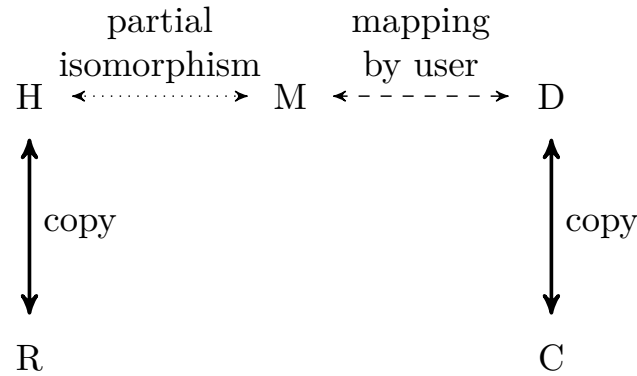 partial
isomorphism
mapping
by user
H
M
D
copy
copy
R
C